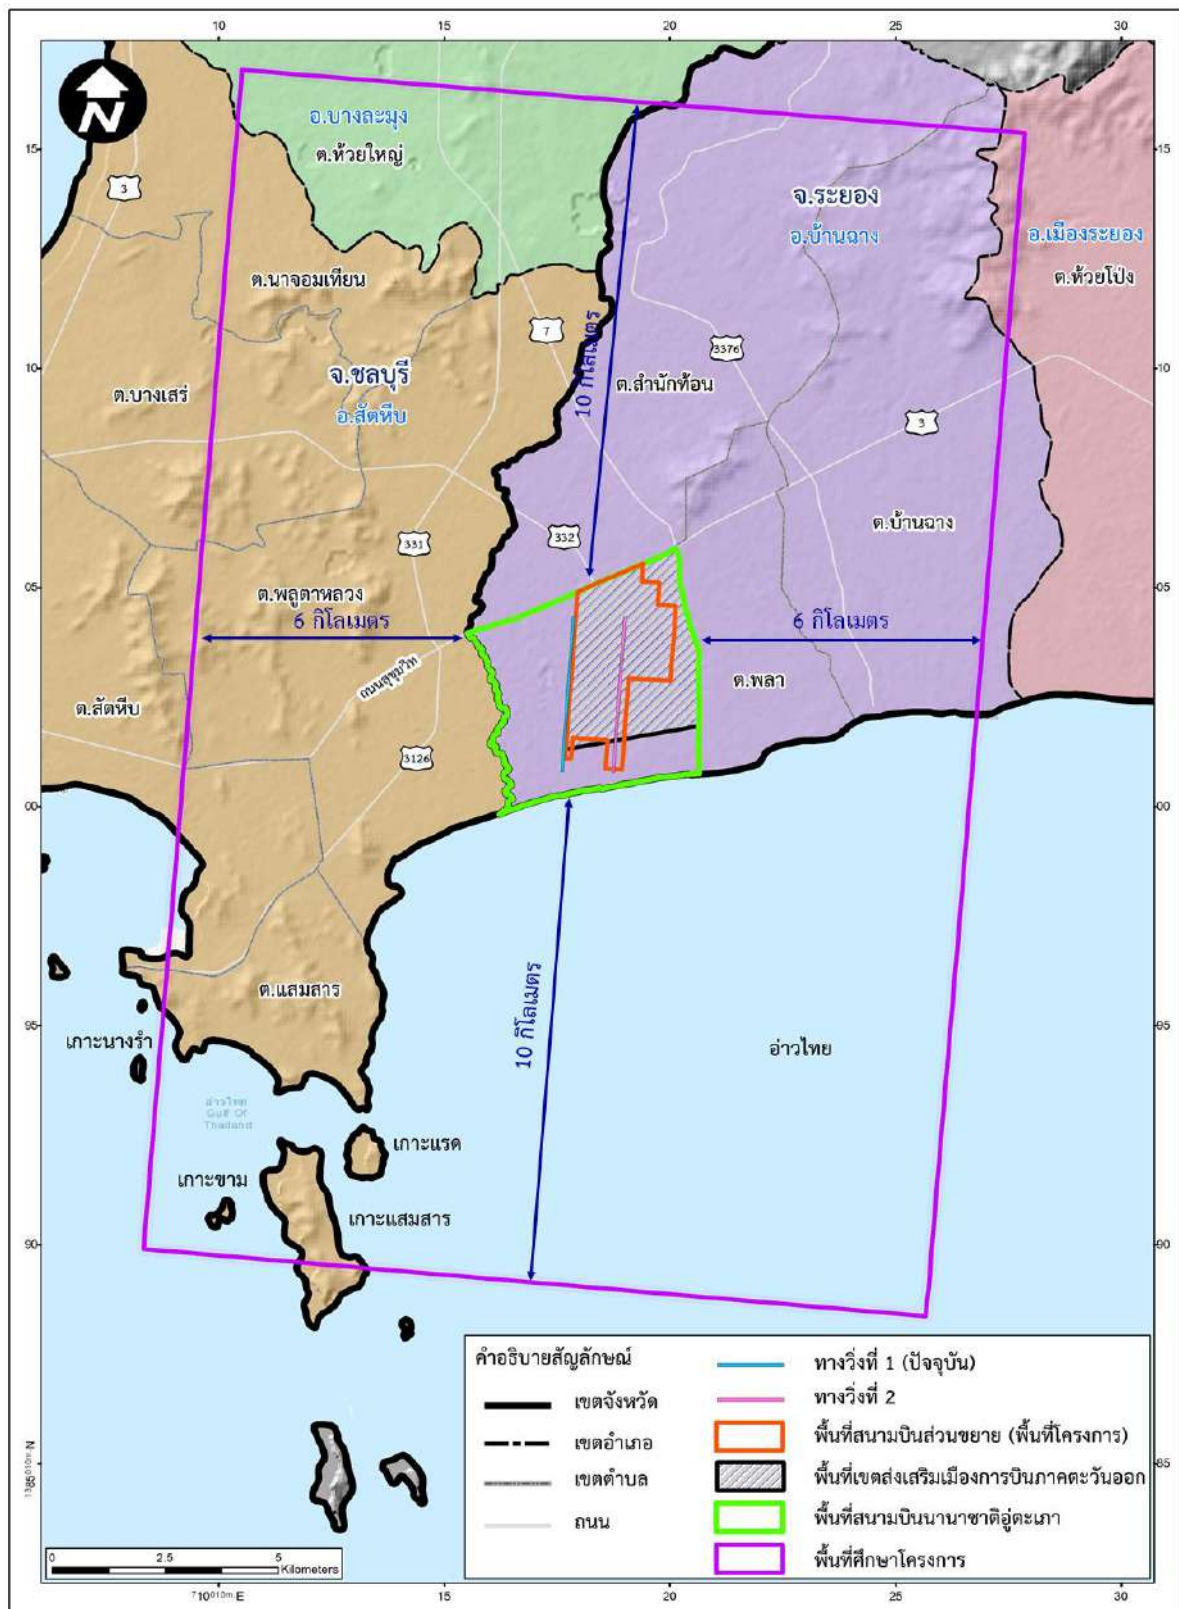 10
15
20
25
30
N
อ.บางละมุง
ต.ห้วยใหญ่
15
15
3
จ.ระยอง
อ.บ้านฉาง
อ.เมืองระยอง
ต.ห้วยโป่ง
ต.นาจอมเทียน
7
3376
10
10
จ.ชลบุรี
อ.สัตหีบ
ต.บางเสร่
10 กิโลเมตร
ต.สำนักท้อน
3
ต.บ้านฉาง
331
332
05
05
ต.พลูตาหลวง
6 กิโลเมตร
6 กิโลเมตร
ถนนสุขุมวิท
ต.พลา
ต.สัตหีบ
3126
00
00
ต.แสมสาร
10 กิโลเมตร
95
95
เกาะนางรำ
อ่าวไทย
อ่าวไทย
Gulf Of
Thailand
เกาะแรด
เกาะขาม
เกาะแสมสาร
90
90
คำอธิบายสัญลักษณ์
เขตจังหวัด
เขตอำเภอ
เขตตำบล
ถนน
ทางวิ่งที่ 1 (ปัจจุบัน)
ทางวิ่งที่ 2
พื้นที่สนามบินส่วนขยาย (พื้นที่โครงการ)
พื้นที่เขตส่งเสริมเมืองการบินภาคตะวันออก
พื้นที่สนามบินนานาชาติอู่ตะเภา
พื้นที่ศึกษาโครงการ
1385010m.N
85
0
2.5
5
Kilometers
710010m.E
15
20
25
30